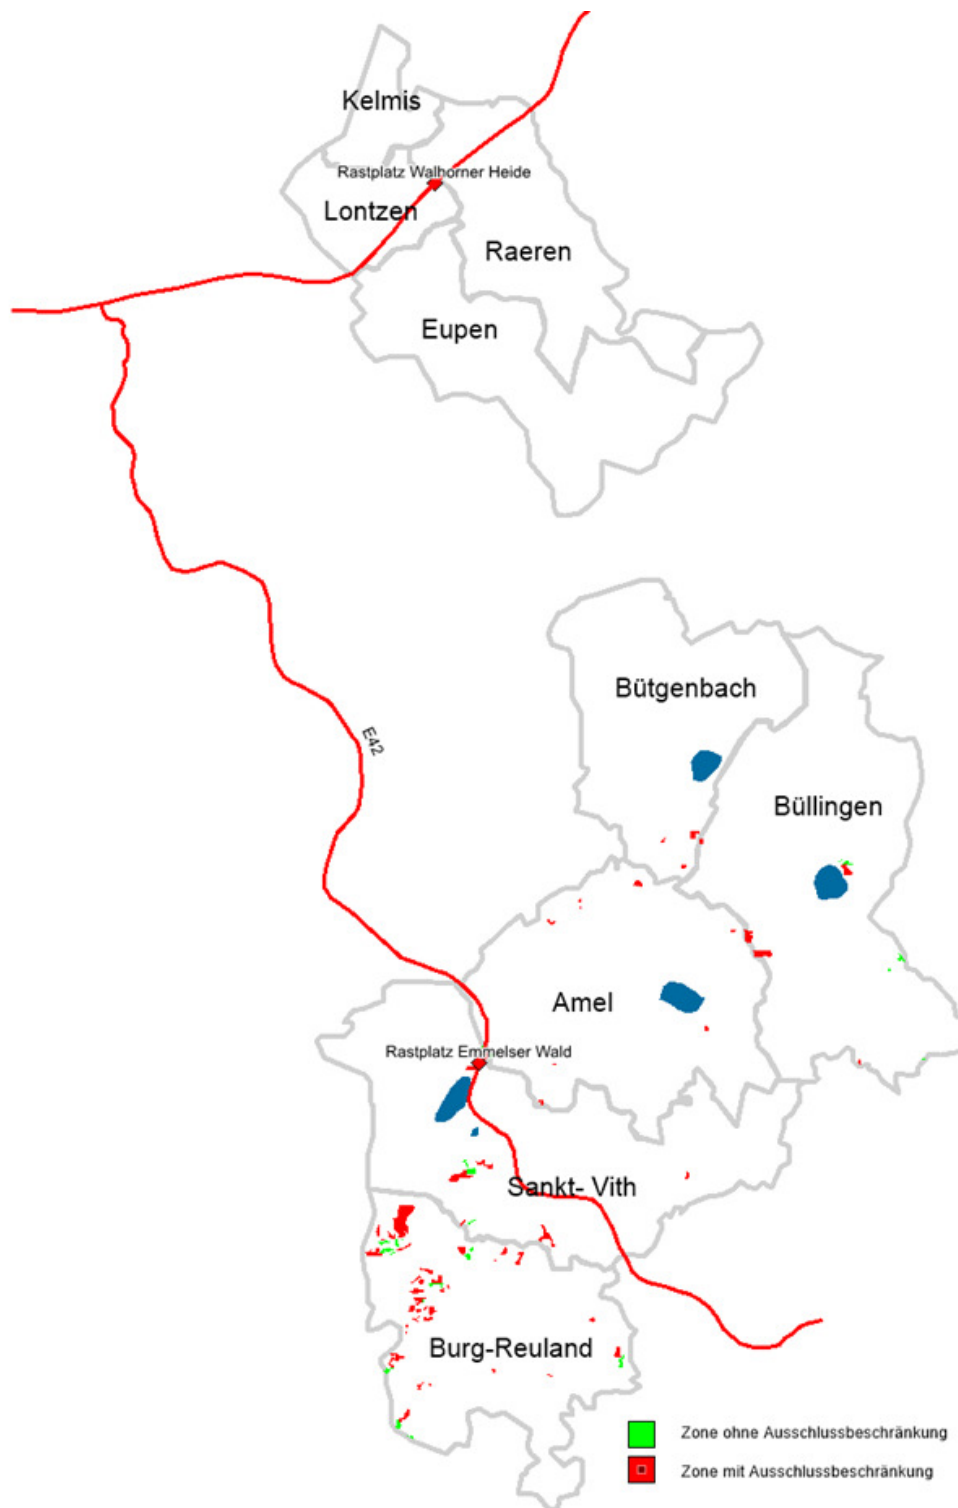 Kelmis
Rastplatz Walhorner Heide
Lontzen
Raeren
Eupen
Bütgenbach
E42
Büllingen
Amel
Rastplatz Emmelser Wald
Sankt- Vith
Burg-Reuland
Zone ohne Ausschlussbeschränkung
Zone mit Ausschlussbeschränkung